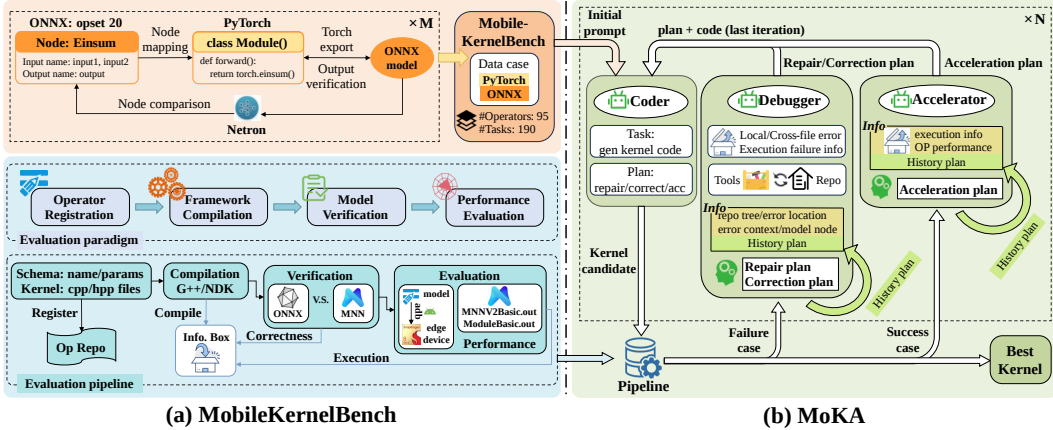 ONNX: opset 20
Node: Einsum
Input name: input1, input2
Output name: output
Node
mapping
PyTorch
class Module()
def forward():
return torch.einsum()
Torch
export
Output
verification
×M
ONNX
model
Node comparison
Netron
Mobile-
KernelBench
Data case
PyTorch
ONNX
#Operators: 95
#Tasks: 190
Operator
Registration
Framework
Compilation
Model
Verification
Performance
Evaluation
Evaluation paradigm
Schema: name/params
Kernel: cpp/hpp files
Register
Op Repo
Compilation
G++/NDK
Compile
Info. Box
Verification
ONNX
V.S.
MNN
Correctness
Evaluation
model
adb
edge
device
MNNV2Basic.out
ModuleBasic.out
Performance
Execution
Evaluation pipeline
(a) MobileKernelBench
Initial
prompt
plan + code (last iteration)
×N
Repair/Correction plan
Acceleration plan
Coder
Task:
gen kernel code
Plan:
repair/correct/acc
Kernel
candidate
Debugger
Local/Cross-file error
Execution failure info
Tools
Repo
Info
repo tree/error location
error context/model node
History plan
Repair plan
Correction plan
History plan
Accelerator
Info
execution info
OP performance
History plan
Acceleration plan
History plan
Failure
case
Success
case
Pipeline
Best
Kernel
(b) MoKA